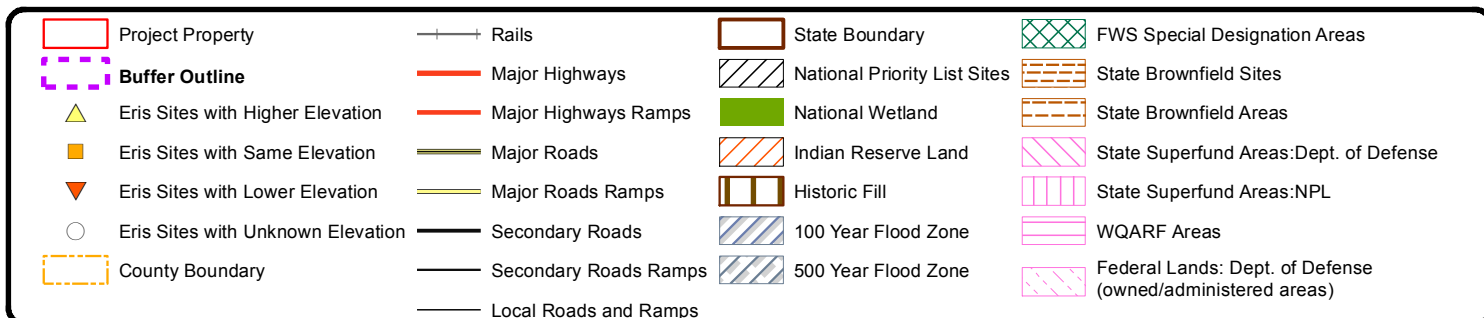 Project Property
Buffer Outline
Eris Sites with Higher Elevation
Eris Sites with Same Elevation
Eris Sites with Lower Elevation
Eris Sites with Unknown Elevation
County Boundary
Rails
Major Highways
Major Highways Ramps
Major Roads
Major Roads Ramps
Secondary Roads
Secondary Roads Ramps
Local Roads and Ramps
State Boundary
National Priority List Sites
National Wetland
Indian Reserve Land
Historic Fill
100 Year Flood Zone
500 Year Flood Zone
FWS Special Designation Areas
State Brownfield Sites
State Brownfield Areas
State Superfund Areas:Dept. of Defense
State Superfund Areas:NPL
WQARF Areas
Federal Lands: Dept. of Defense
(owned/administered areas)